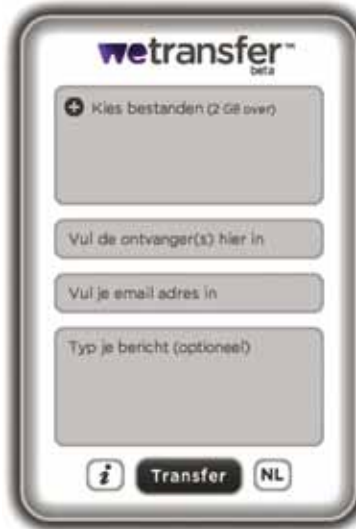 wetransfer™
beta
Kies bestanden (2 GB over)
Vul de ontvanger(s) hier in
Vul je email adres in
Typ je bericht (optioneel)
i Transfer NL